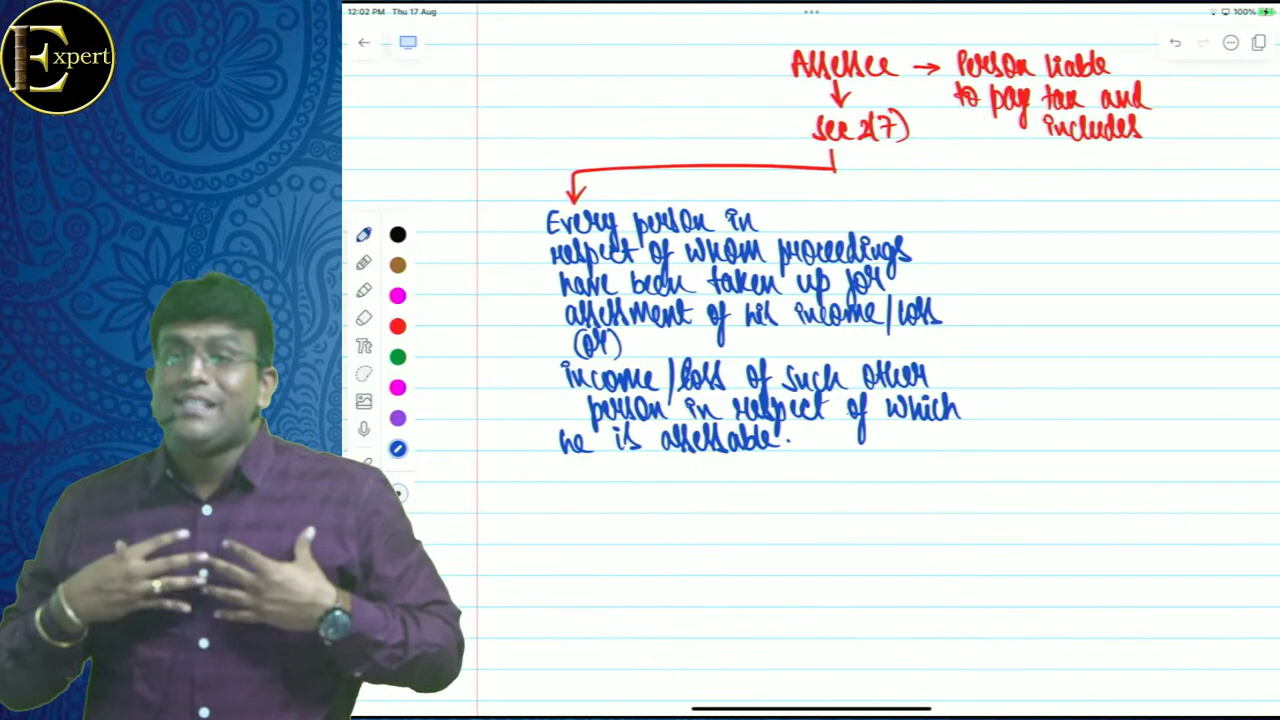 12:02 PM Thu 17 Aug
100%
Expert
Assessee → Person liable
to pay tax and
includes
Sec 2(7)
Every person in
respect of whom proceedings
have been taken up for
assessment of his income/loss
(or)
income/loss of such other
person in respect of which
he is assessable.
Tt